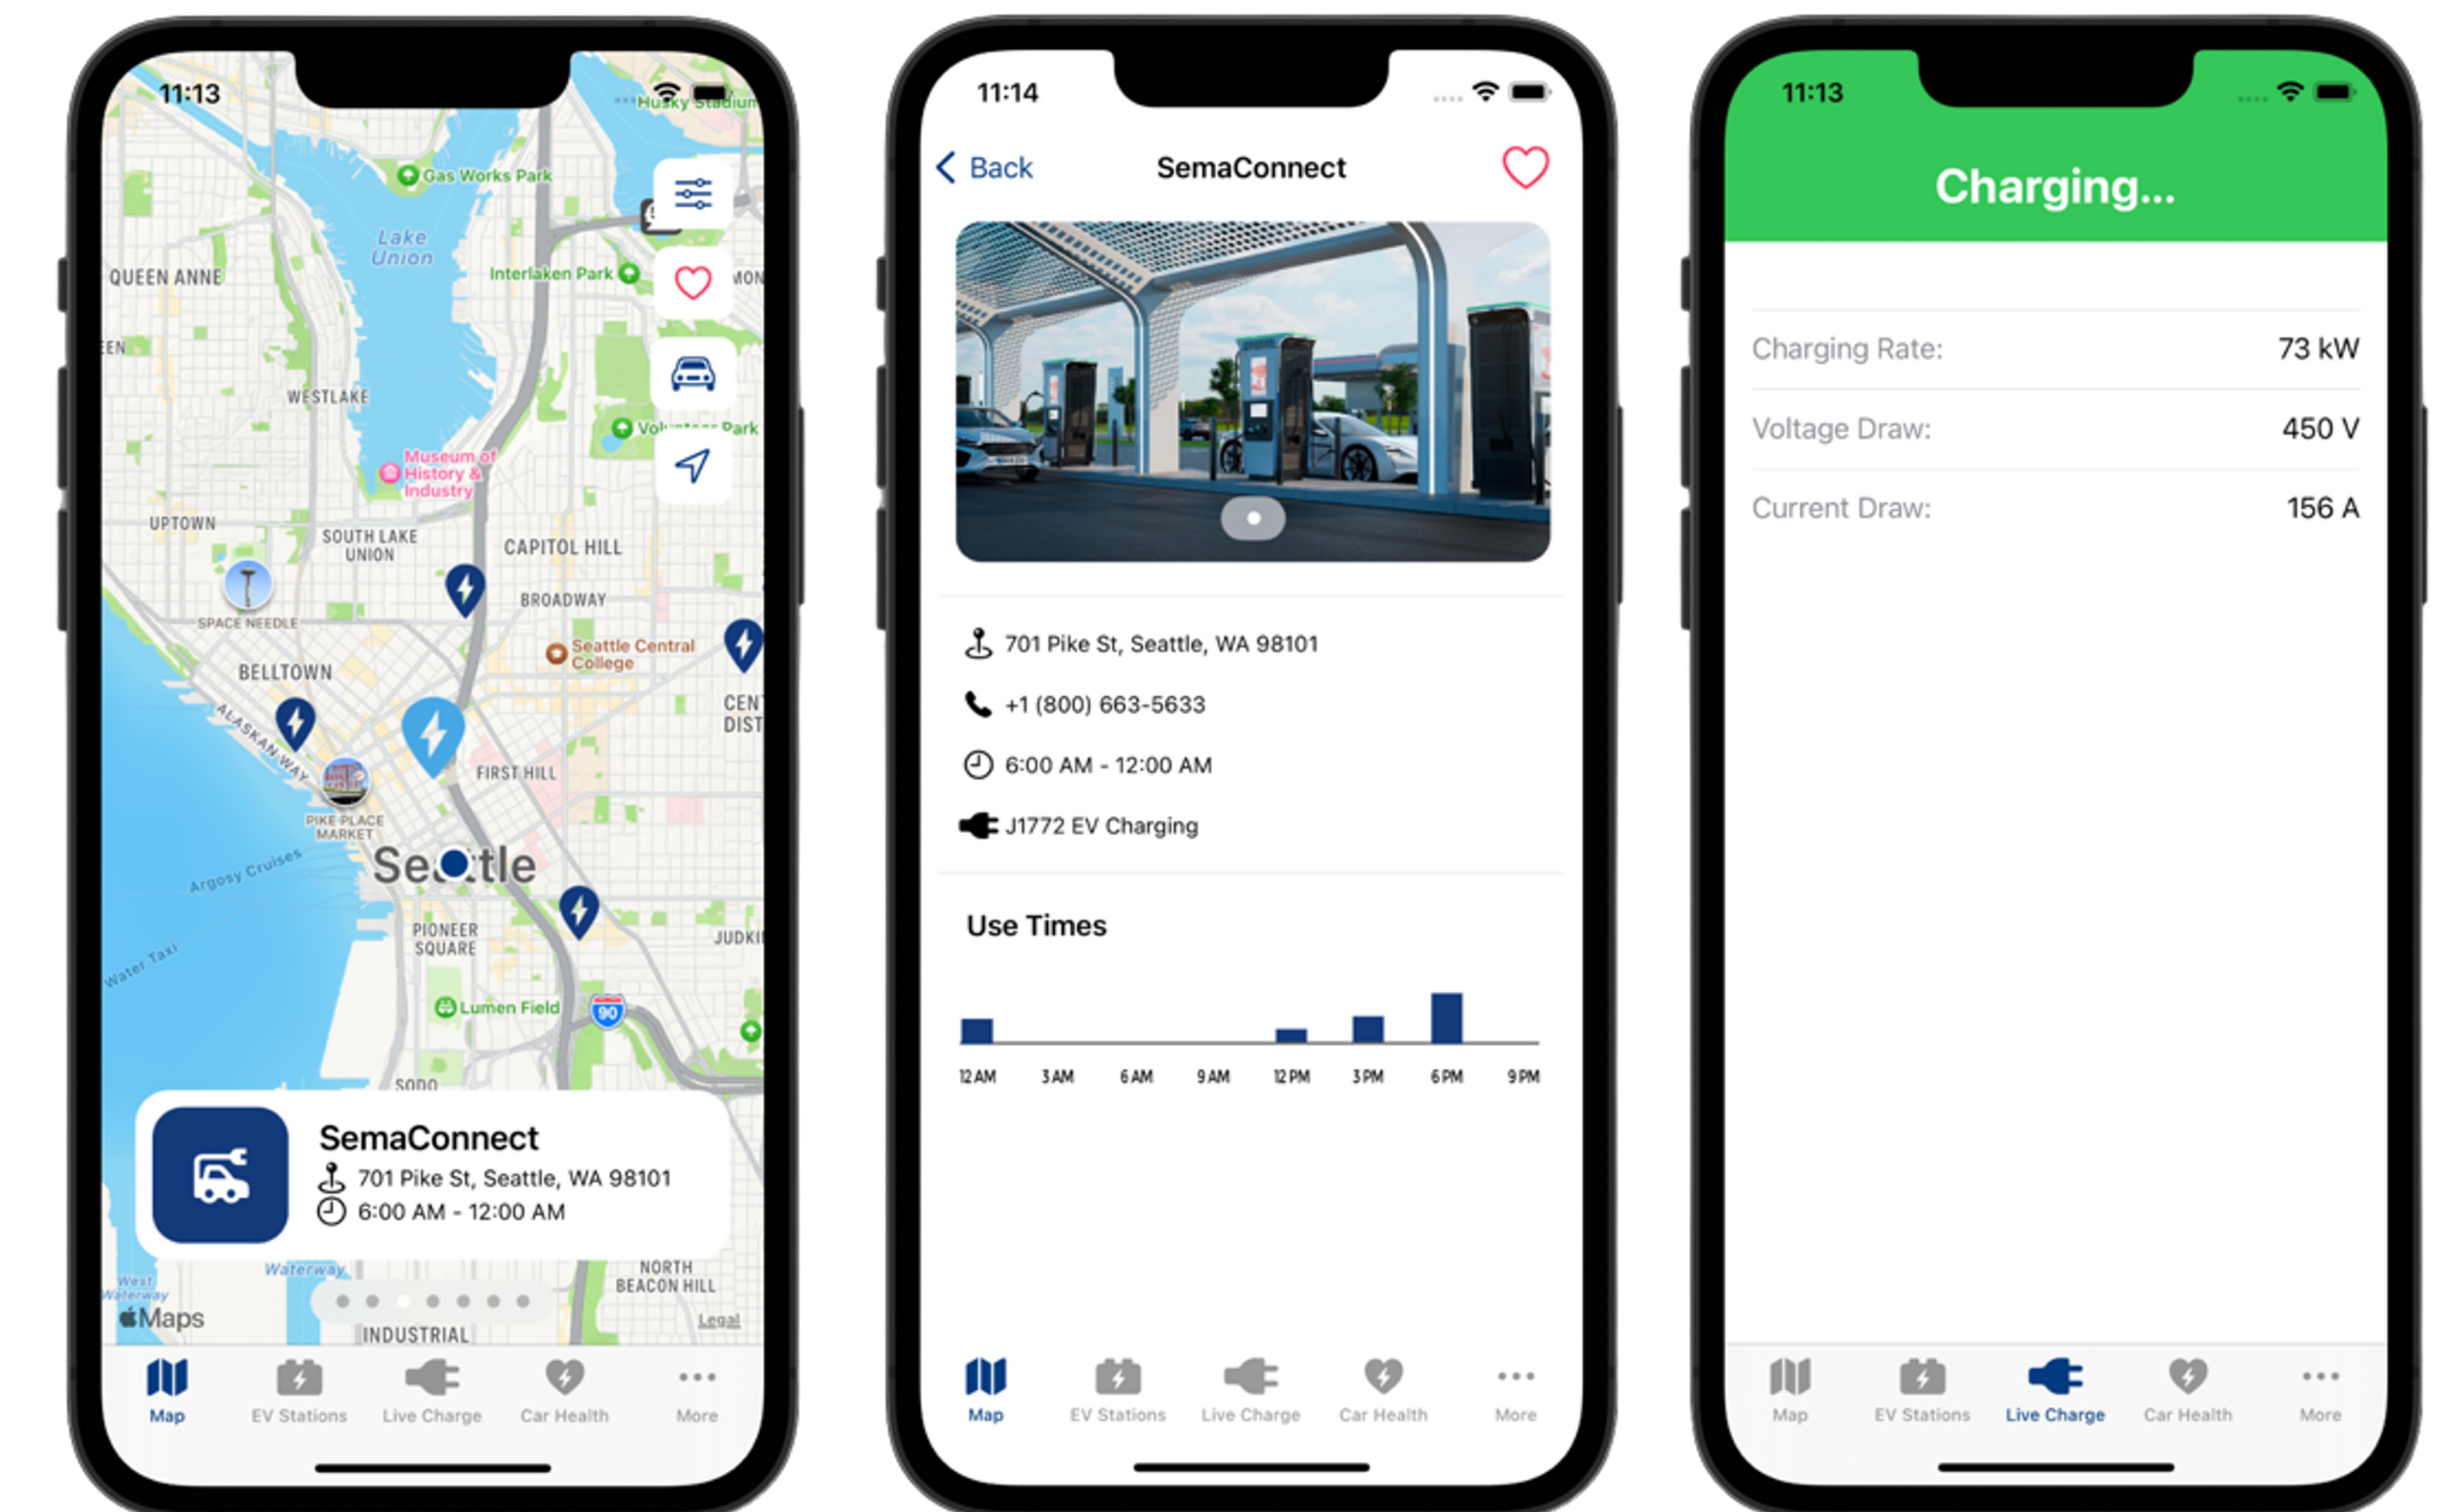 11:13
Husky Stadium
Gas Works Park
Lake
Union
QUEEN ANNE
Interlaken Park
WESTLAKE
Museum of
History &
Industry
UPTOWN
SOUTH LAKE
UNION
CAPITOL HILL
BROADWAY
SPACE NEEDLE
Seattle Central
College
BELLTOWN
ALASKAN WAY
CENT
DIST
FIRST HILL
PIKE PLACE
MARKET
Argosy Cruises
Seattle
PIONEER
SQUARE
JUDKI
Water Taxi
Lumen Field
90
SODO
SemaConnect
701 Pike St, Seattle, WA 98101
6:00 AM - 12:00 AM
West
Waterway
Waterway
NORTH
BEACON HILL
Maps
Legal
INDUSTRIAL
Map
EV Stations
Live Charge
Car Health
More
11:14
Back
SemaConnect
701 Pike St, Seattle, WA 98101
+1 (800) 663-5633
6:00 AM - 12:00 AM
J1772 EV Charging
Use Times
12 AM 3 AM 6 AM 9 AM 12 PM 3 PM 6 PM 9 PM
Map
EV Stations
Live Charge
Car Health
More
11:13
Charging...
Charging Rate: 73 kW
Voltage Draw: 450 V
Current Draw: 156 A
Map
EV Stations
Live Charge
Car Health
More